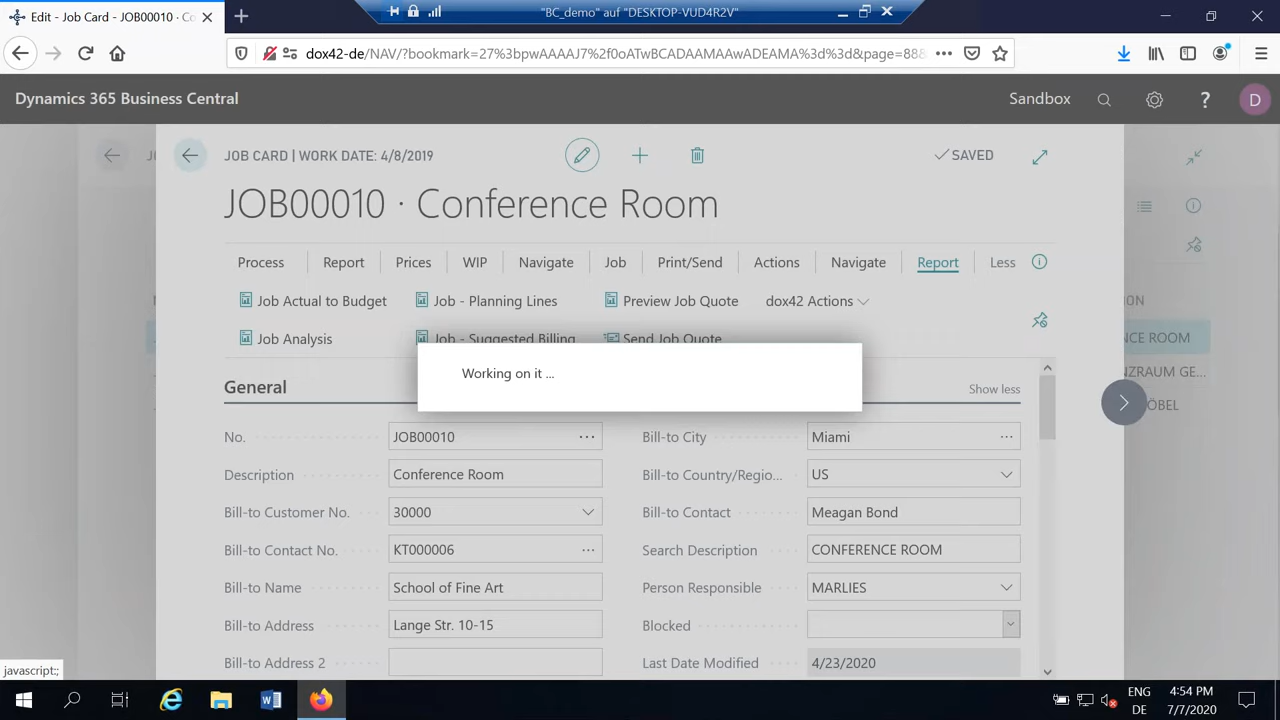 Edit - Job Card - JOB00010 · Co
"BC_demo" auf "DESKTOP-VUD4R2V"
dox42-de/NAV/?bookmark=27%3bpwAAAAJ7%2f0oATwBCADAAMAAwADEAMA%3d%3d&page=88
Dynamics 365 Business Central
Sandbox
?
D
JOB CARD | WORK DATE: 4/8/2019
SAVED
JOB00010 · Conference Room
Process
Report
Prices
WIP
Navigate
Job
Print/Send
Actions
Navigate
Report
Less
Job Actual to Budget
Job - Planning Lines
Preview Job Quote
dox42 Actions
Job Analysis
Job - Suggested Billing
Send Job Quote
Working on it ...
General
Show less
No.
JOB00010
Bill-to City
Miami
Description
Conference Room
Bill-to Country/Regio...
US
Bill-to Customer No.
30000
Bill-to Contact
Meagan Bond
Bill-to Contact No.
KT000006
Search Description
CONFERENCE ROOM
Bill-to Name
School of Fine Art
Person Responsible
MARLIES
Bill-to Address
Lange Str. 10-15
Blocked
Bill-to Address 2
Last Date Modified
4/23/2020
ION
CE ROOM
NZRAUM GE...
ÖBEL
javascript:;
ENG
DE
4:54 PM
7/7/2020